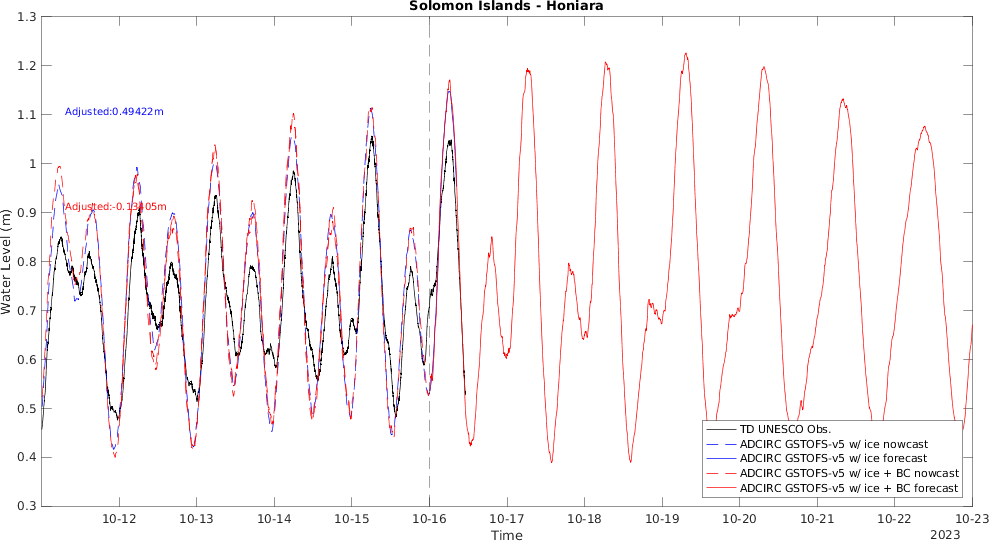 Solomon Islands - Honiara
1.3
1.2
1.1
1
0.9
0.8
0.7
0.6
0.5
0.4
0.3
Water Level (m)
Adjusted:0.49422m
Adjusted:-0.13405m
TD UNESCO Obs.
ADCIRC GSTOFS-v5 w/ ice nowcast
ADCIRC GSTOFS-v5 w/ ice forecast
ADCIRC GSTOFS-v5 w/ ice + BC nowcast
ADCIRC GSTOFS-v5 w/ ice + BC forecast
10-12 10-13 10-14 10-15 10-16 10-17 10-18 10-19 10-20 10-21 10-22 10-23
Time
2023